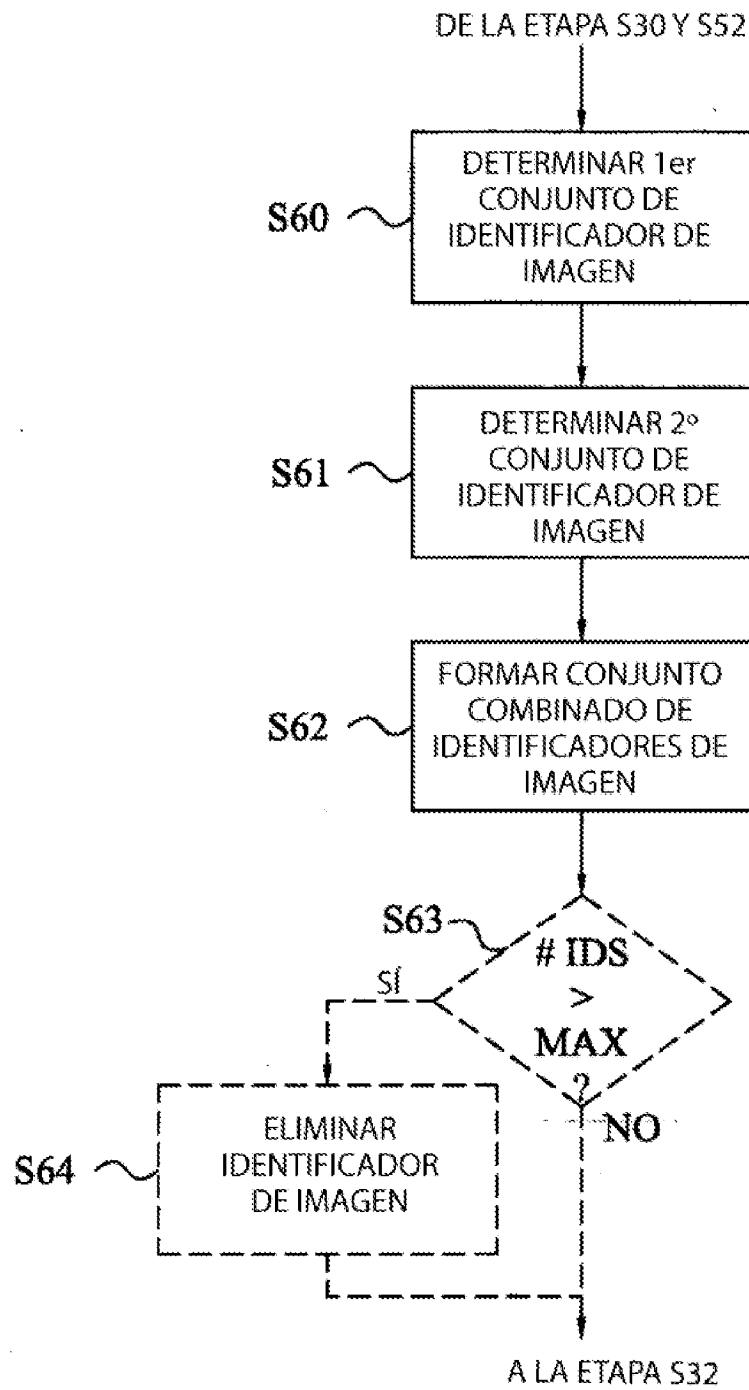 DE LA ETAPA S30 Y S52
DETERMINAR 1er
CONJUNTO DE
IDENTIFICADOR DE
IMAGEN
S60
DETERMINAR 2º
CONJUNTO DE
IDENTIFICADOR DE
IMAGEN
S61
FORMAR CONJUNTO
COMBINADO DE
IDENTIFICADORES DE
IMAGEN
S62
S63
# IDS
>
MAX
?
SÍ
NO
ELIMINAR
IDENTIFICADOR
DE IMAGEN
S64
A LA ETAPA S32